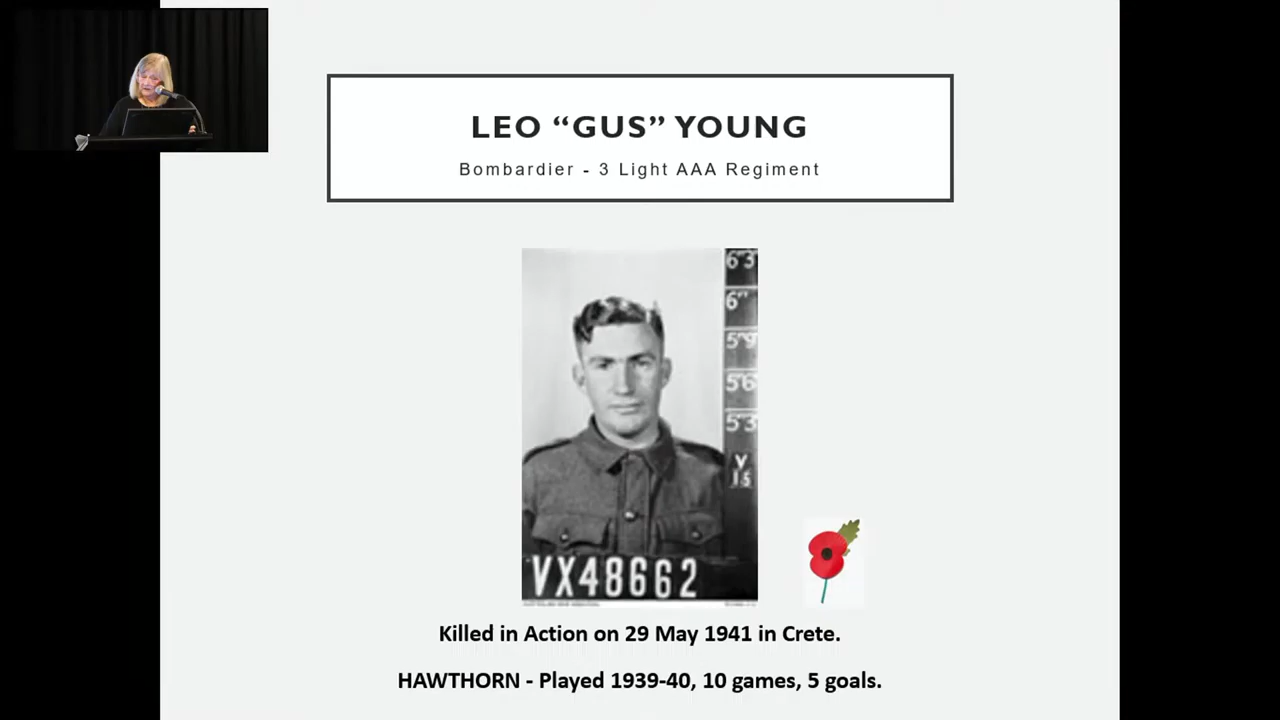 LEO “GUS” YOUNG
Bombardier - 3 Light AAA Regiment
6'3
6"
5'9
5'6
5'3
V
15
VX48662
Killed in Action on 29 May 1941 in Crete.
HAWTHORN - Played 1939-40, 10 games, 5 goals.